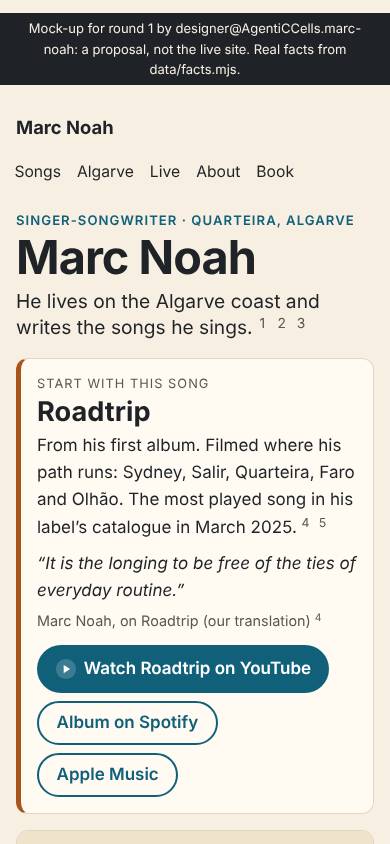 Mock-up for round 1 by designer@AgentiCCells.marc-
noah: a proposal, not the live site. Real facts from
data/facts.mjs.
Marc Noah
Songs Algarve Live About Book
SINGER-SONGWRITER · QUARTEIRA, ALGARVE
Marc Noah
He lives on the Algarve coast and
writes the songs he sings. 1 2 3
START WITH THIS SONG
Roadtrip
From his first album. Filmed where his
path runs: Sydney, Salir, Quarteira, Faro
and Olhão. The most played song in his
label’s catalogue in March 2025. 4 5
“It is the longing to be free of the ties of
everyday routine.”
Marc Noah, on Roadtrip (our translation) 4
Watch Roadtrip on YouTube
Album on Spotify
Apple Music